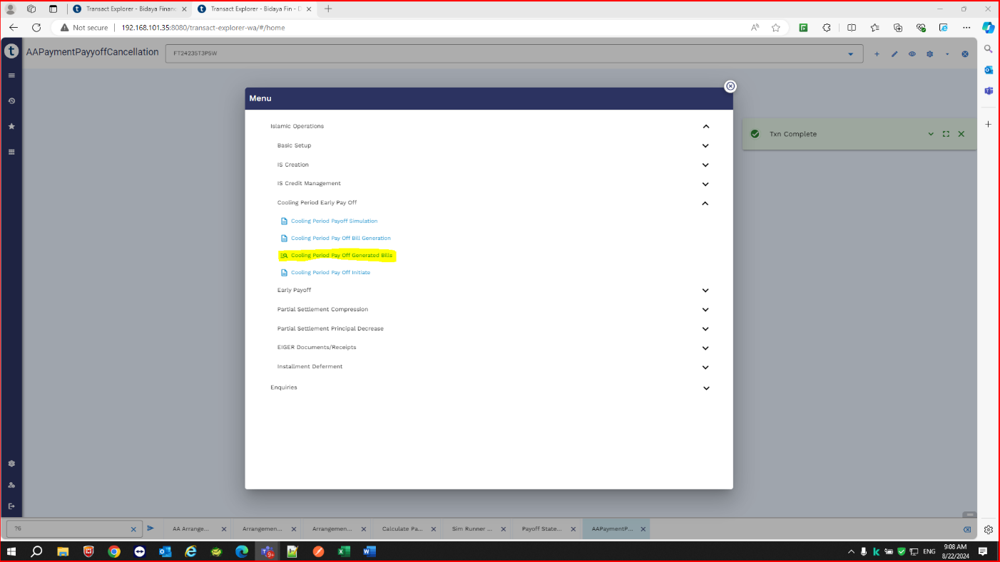 Transact Explorer - Bidaya Financ
Transact Explorer - Bidaya Fin - D
Not secure
192.168.101.35:8080/transact-explorer-wa/#/home
AAPaymentPayyoffCancellation
FT24235T3P5W
Menu
Islamic Operations
Basic Setup
IS Creation
IS Credit Management
Cooling Period Early Pay Off
Cooling Period Payoff Simulation
Cooling Period Pay Off Bill Generation
Cooling Period Pay Off Generated Bills
Cooling Period Pay Off Initiate
Early Payoff
Partial Settlement Compression
Partial Settlement Principal Decrease
EIGER Documents/Receipts
Installment Deferment
Enquiries
Txn Complete
?6
AA Arrange...
Arrangemen...
Arrangemen...
Calculate Pa...
Sim Runner ...
Payoff State...
AAPaymentP...
ENG
9:08 AM
8/22/2024